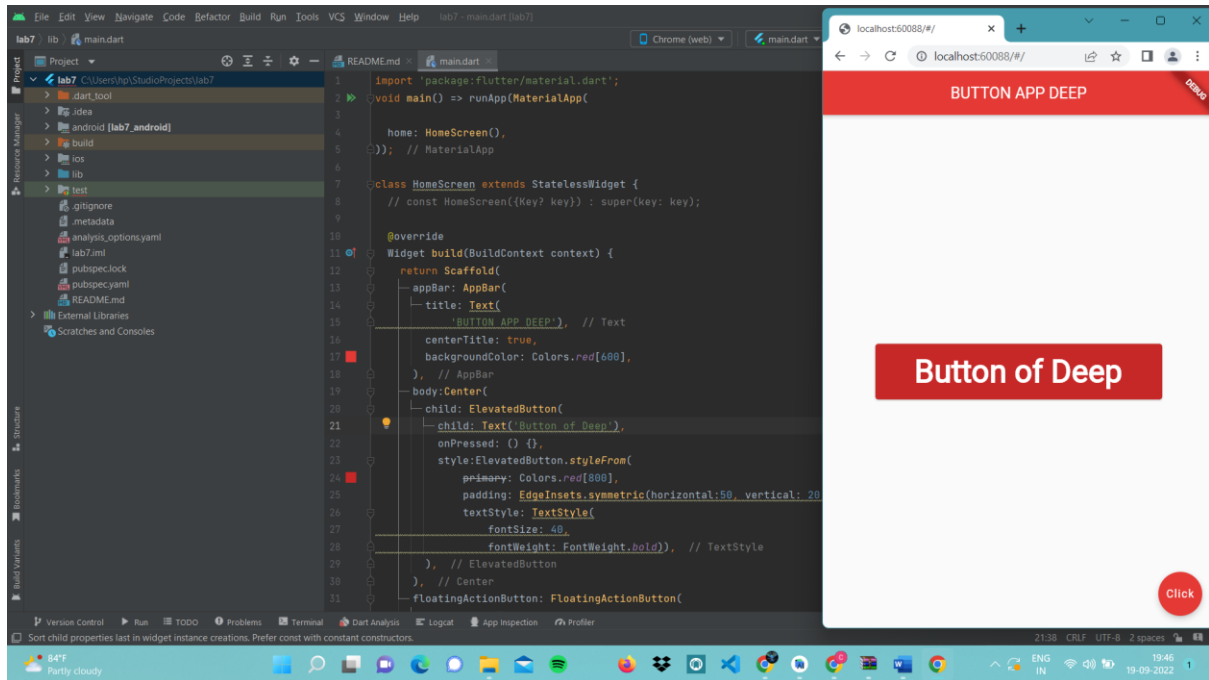 File Edit View Navigate Code Refactor Build Run Tools VCS Window Help lab7 - main.dart [lab7]
lab7 lib main.dart
Chrome (web) main.dart
Project
README.md main.dart
lab7 C:\Users\hp\StudioProjects\lab7
.dart_tool
.idea
android [lab7_android]
build
ios
lib
test
.gitignore
.metadata
analysis_options.yaml
lab7.iml
pubspec.lock
pubspec.yaml
README.md
External Libraries
Scratches and Consoles
Project
Resource Manager
Structure
Bookmarks
Build Variants
1 import 'package:flutter/material.dart';
2 void main() => runApp(MaterialApp(
3
4 home: HomeScreen(),
5 )); // MaterialApp
6
7 class HomeScreen extends StatelessWidget {
8 // const HomeScreen({Key? key}) : super(key: key);
9
10 @override
11 Widget build(BuildContext context) {
12 return Scaffold(
13 appBar: AppBar(
14 title: Text(
15 'BUTTON APP DEEP'), // Text
16 centerTitle: true,
17 backgroundColor: Colors.red[600],
18 ), // AppBar
19 body:Center(
20 child: ElevatedButton(
21 child: Text('Button of Deep'),
22 onPressed: () {},
23 style:ElevatedButton.styleFrom(
24 primary: Colors.red[800],
25 padding: EdgeInsets.symmetric(horizontal:50, vertical: 20
26 textStyle: TextStyle(
27 fontSize: 40,
28 fontWeight: FontWeight.bold)), // TextStyle
29 ), // ElevatedButton
30 ), // Center
31 floatingActionButton: FloatingActionButton(
localhost:60088/#/
localhost:60088/#/
BUTTON APP DEEP
DEBUG
Button of Deep
Click
Version Control Run TODO Problems Terminal Dart Analysis Logcat App Inspection Profiler
Sort child properties last in widget instance creations. Prefer const with constant constructors.
21:38 CRLF UTF-8 2 spaces
84°F
Partly cloudy
ENG
IN
19:46
19-09-2022
1